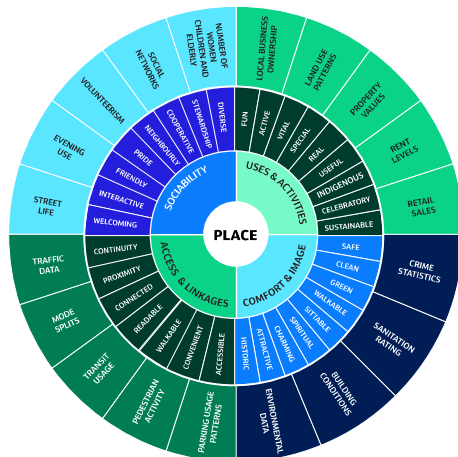 PLACE
SOCIABILITY
USES & ACTIVITIES
COMFORT & IMAGE
ACCESS & LINKAGES
DIVERSE
STEWARDSHIP
COOPERATIVE
NEIGHBOURLY
PRIDE
FRIENDLY
INTERACTIVE
WELCOMING
FUN
ACTIVE
VITAL
SPECIAL
REAL
USEFUL
INDIGENOUS
CELEBRATORY
SUSTAINABLE
SAFE
CLEAN
GREEN
WALKABLE
SITTABLE
SPIRITUAL
CHARMING
ATTRACTIVE
HISTORIC
CONTINUITY
PROXIMITY
CONNECTED
READABLE
WALKABLE
CONVENIENT
ACCESSIBLE
NUMBER OF
WOMEN
CHILDREN AND
ELDERLY
SOCIAL
NETWORKS
VOLUNTEERISM
EVENING
USE
STREET
LIFE
LOCAL BUSINESS
OWNERSHIP
LAND USE
PATTERNS
PROPERTY
VALUES
RENT
LEVELS
RETAIL
SALES
CRIME
STATISTICS
SANITATION
RATING
BUILDING
CONDITIONS
ENVIRONMENTAL
DATA
TRAFFIC
DATA
MODE
SPLITS
TRANSIT
USAGE
PEDESTRIAN
ACTIVITY
PARKING USAGE
PATTERNS